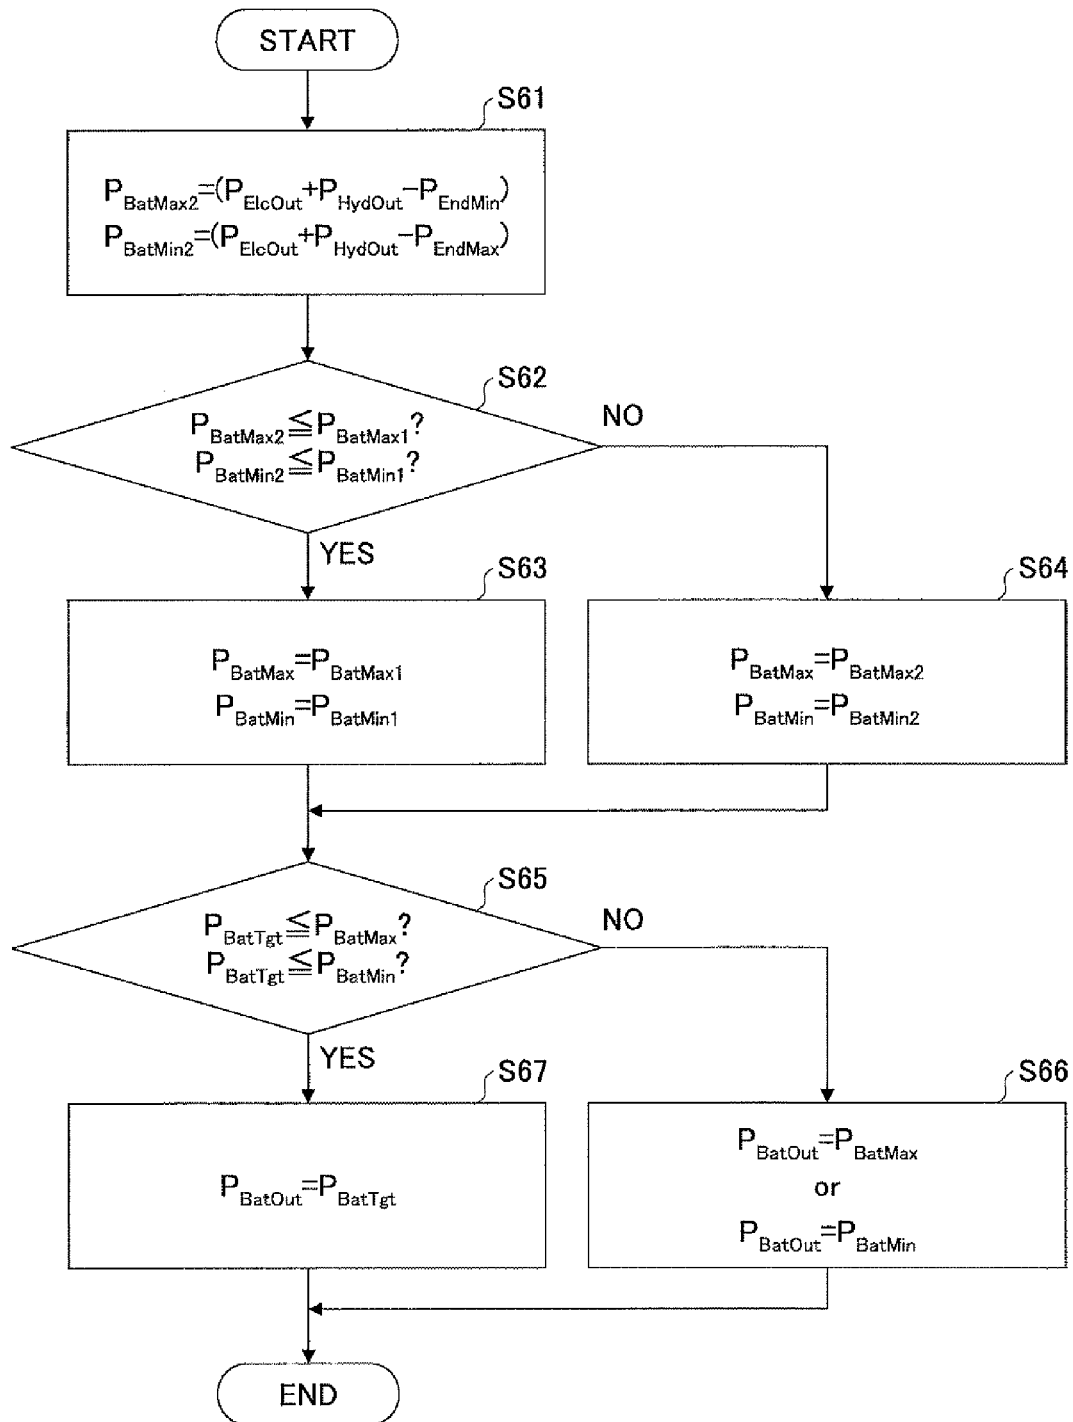 START
S61
P_BatMax2=(P_ElcOut+P_HydOut-P_EndMin)
P_BatMin2=(P_ElcOut+P_HydOut-P_EndMax)
S62
P_BatMax2≦P_BatMax1?
P_BatMin2≦P_BatMin1?
NO
YES
S63
P_BatMax=P_BatMax1
P_BatMin=P_BatMin1
S64
P_BatMax=P_BatMax2
P_BatMin=P_BatMin2
S65
P_BatTgt≦P_BatMax?
P_BatTgt≦P_BatMin?
NO
YES
S67
P_BatOut=P_BatTgt
S66
P_BatOut=P_BatMax
or
P_BatOut=P_BatMin
END